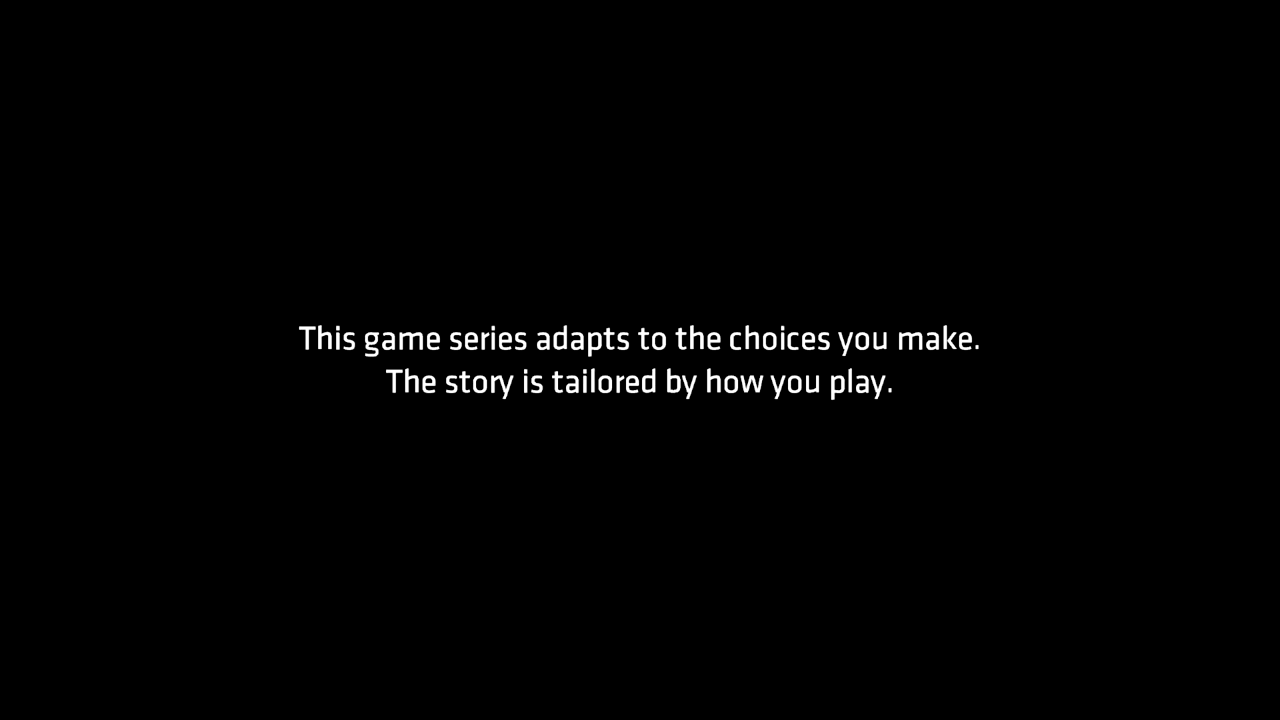 This game series adapts to the choices you make.
The story is tailored by how you play.